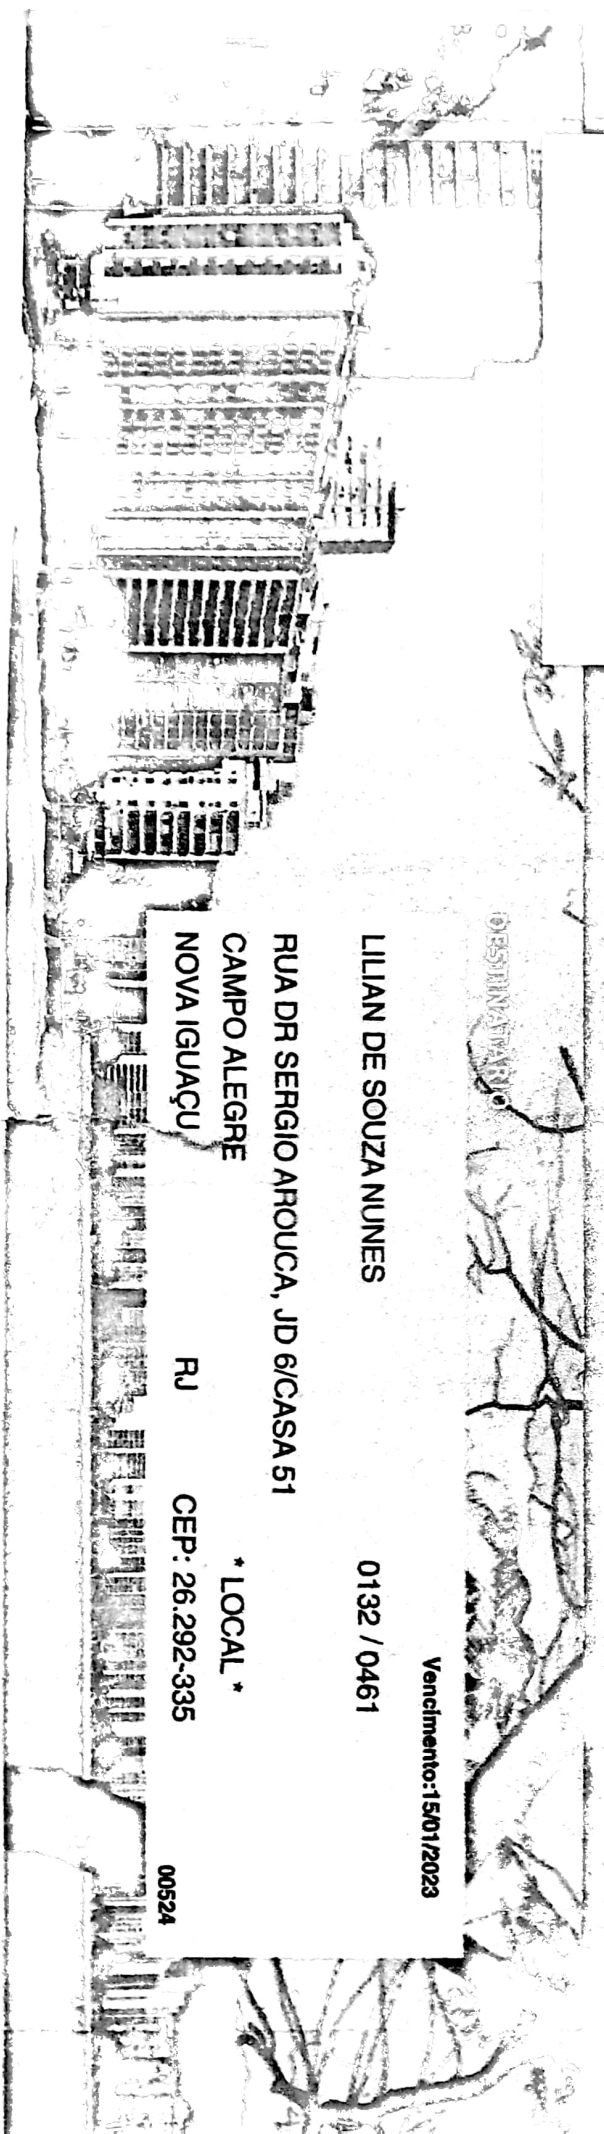 DESTINATARIO
Vencimento:15/01/2023
LILIAN DE SOUZA NUNES 0132 / 0461
RUA DR SERGIO AROUCA, JD 6/CASA 51
CAMPO ALEGRE * LOCAL *
NOVA IGUAÇU RJ CEP: 26.292-335
00524